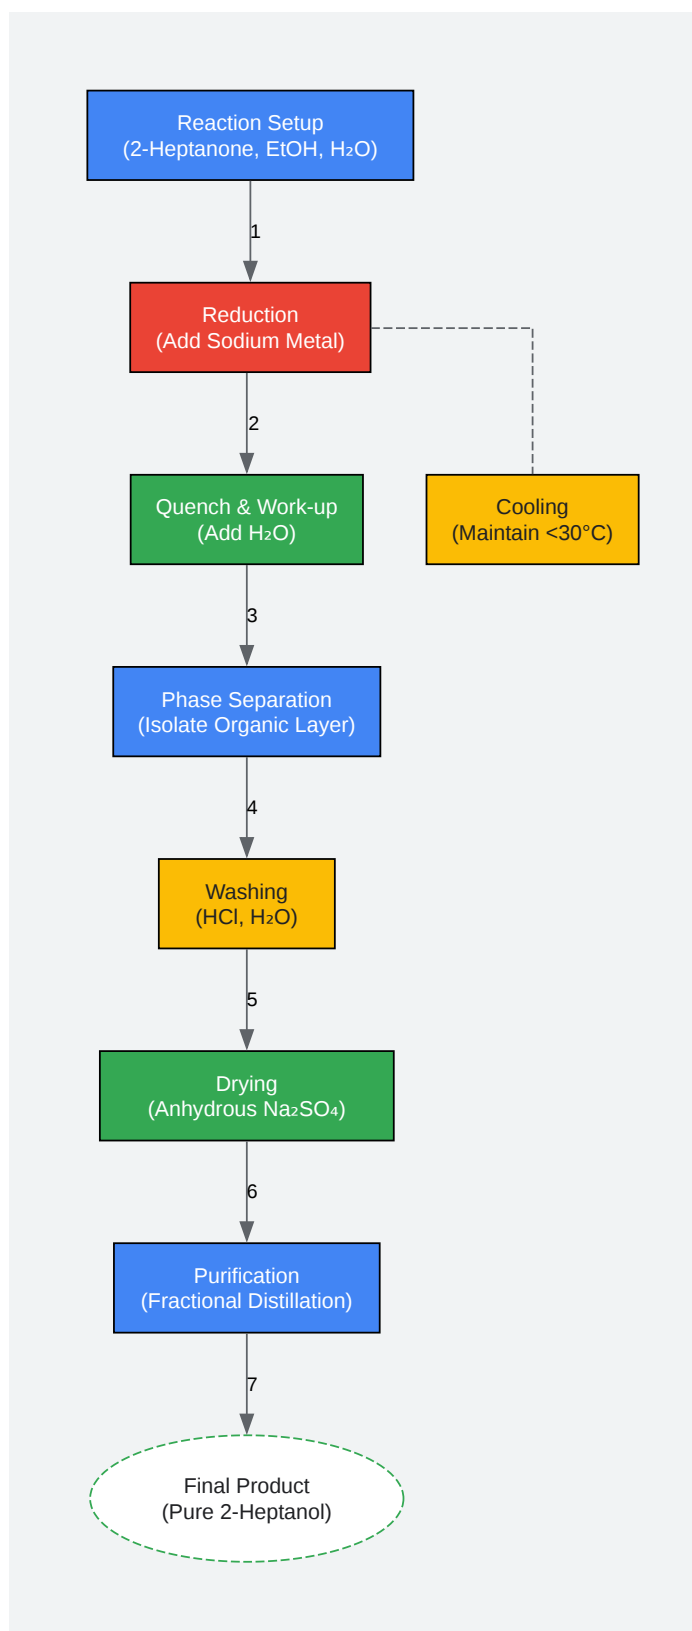 Reaction Setup
(2-Heptanone, EtOH, H₂O)
1
Reduction
(Add Sodium Metal)
2
Quench & Work-up
(Add H₂O)
Cooling
(Maintain <30°C)
3
Phase Separation
(Isolate Organic Layer)
4
Washing
(HCl, H₂O)
5
Drying
(Anhydrous Na₂SO₄)
6
Purification
(Fractional Distillation)
7
Final Product
(Pure 2-Heptanol)